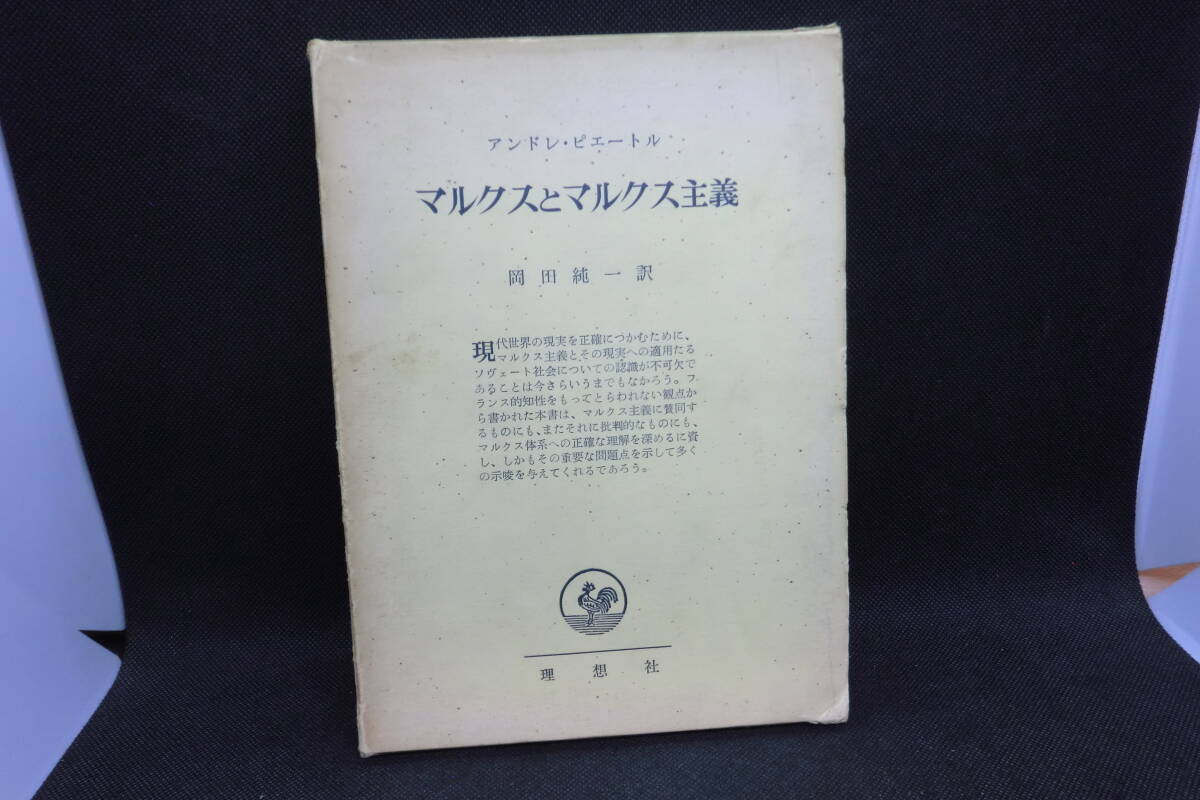 アンドレ・ピエートル
マルクスとマルクス主義
岡田純一訳
現代世界の現実を正確につかむために、
マルクス主義とその現実への適用たる
ソヴェート社会についての認識が不可欠で
あることは今さらいうまでもなかろう。フ
ランス的知性をもってとらわれない観点か
ら書かれた本書は、マルクス主義に賛同す
るものにも、またそれに批判的なものにも、
マルクス体系への正確な理解を深めるに資
し、しかもその重要な問題点を示して多く
の示唆を与えてくれるであろう。
理想社